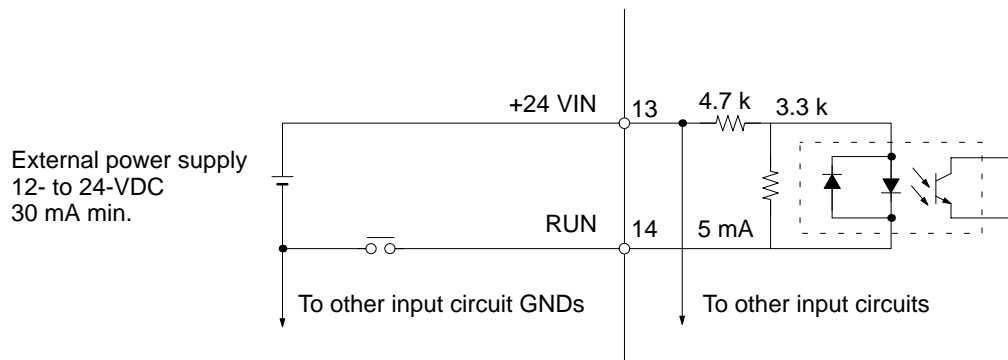 +24 VIN
13
4.7 k
3.3 k
External power supply
12- to 24-VDC
30 mA min.
RUN
14
5 mA
To other input circuit GNDs
To other input circuits